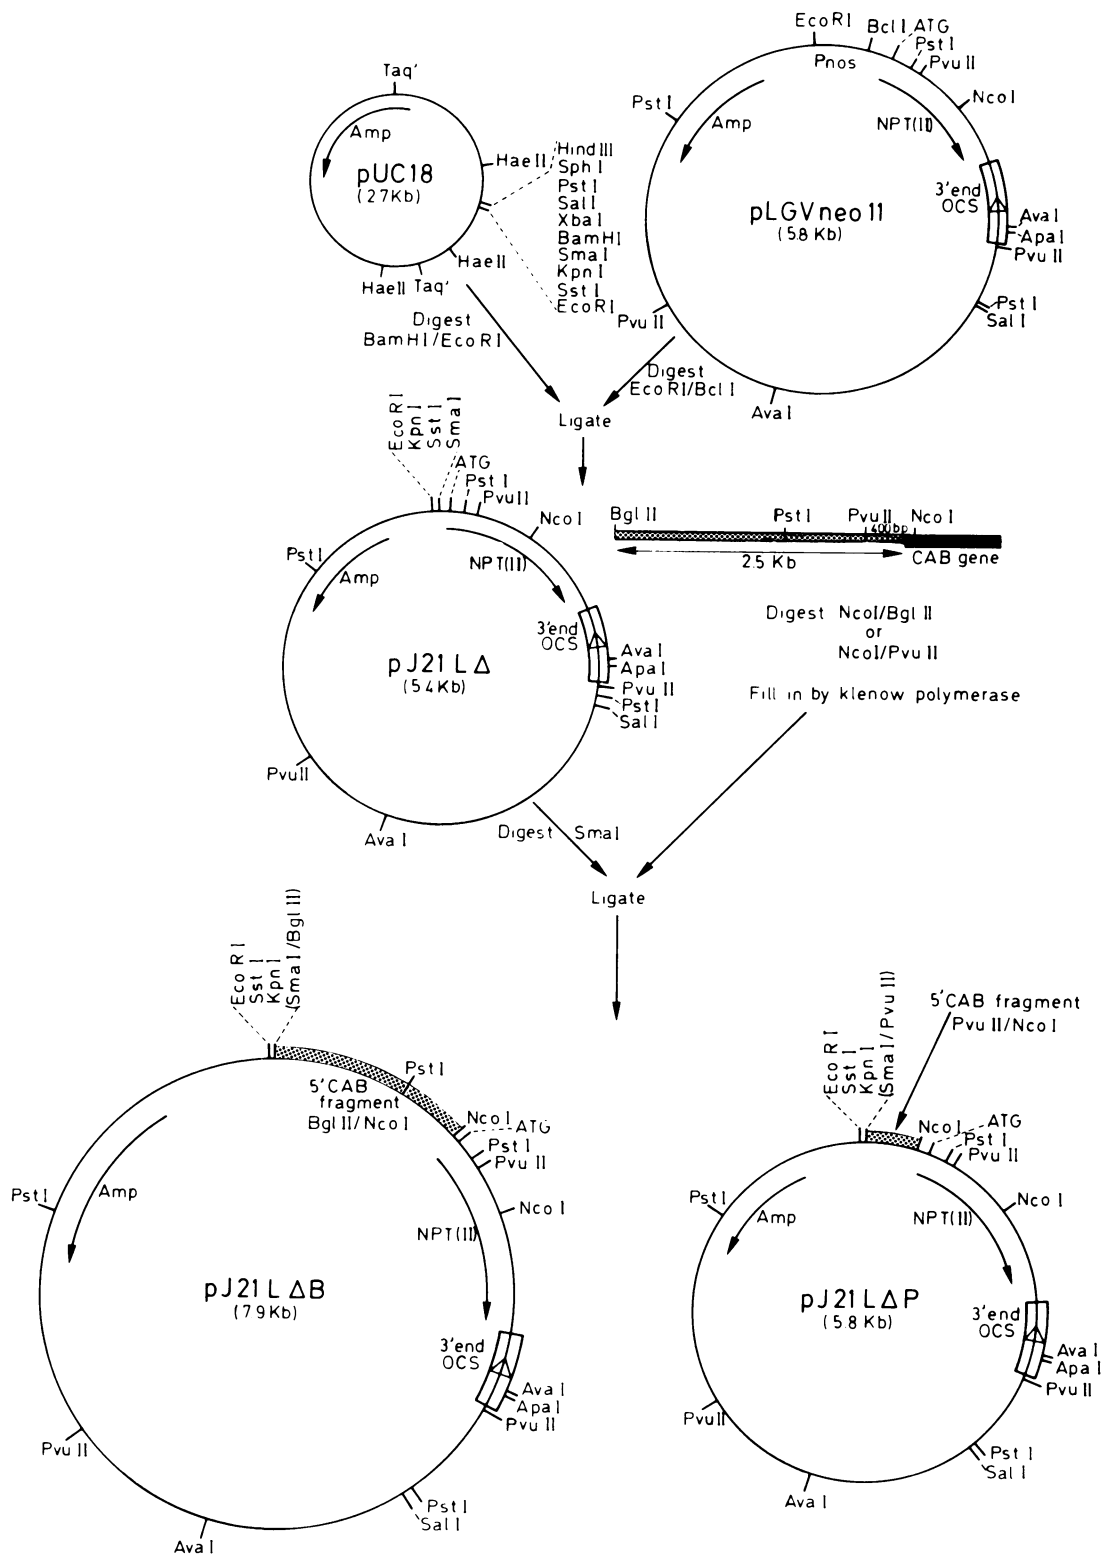 Taq'
Amp
pUC18
(2.7Kb)
HaeII
HaeII
HaeII
Taq'
HindIII
SphI
PstI
SalI
XbaI
BamHI
SmaI
KpnI
SstI
EcoRI
EcoRI
BclI
ATG
PstI
PvuII
Pnos
NcoI
PstI
Amp
NPT(II)
pLGVneo11
(5.8 Kb)
3'end
OCS
AvaI
ApaI
PvuII
PstI
SalI
PvuII
AvaI
Digest
BamHI/EcoRI
Digest
EcoRI/BclI
Ligate
EcoRI
KpnI
SstI
SmaI
ATG
PstI
PvuII
NcoI
PstI
Amp
NPT(II)
3'end
OCS
pJ21LΔ
(5.4Kb)
AvaI
ApaI
PvuII
PstI
SalI
PvuII
AvaI
BglII
PstI
PvuII
NcoI
400bp
2.5 Kb
CAB gene
Digest NcoI/BglII
or
NcoI/PvuII
Fill in by klenow polymerase
Digest SmaI
Ligate
EcoRI
SstI
KpnI
(SmaI/BglII)
PstI
5'CAB
fragment
BglII/NcoI
NcoI
ATG
PstI
PvuII
PstI
Amp
NcoI
NPT(II)
pJ21LΔB
(7.9Kb)
3'end
OCS
AvaI
ApaI
PvuII
PvuII
PstI
SalI
AvaI
EcoRI
SstI
KpnI
(SmaI/PvuII)
5'CAB fragment
PvuII/NcoI
NcoI
ATG
PstI
PvuII
PstI
Amp
NcoI
NPT(II)
pJ21LΔP
(5.8Kb)
3'end
OCS
AvaI
ApaI
PvuII
PvuII
PstI
SalI
AvaI